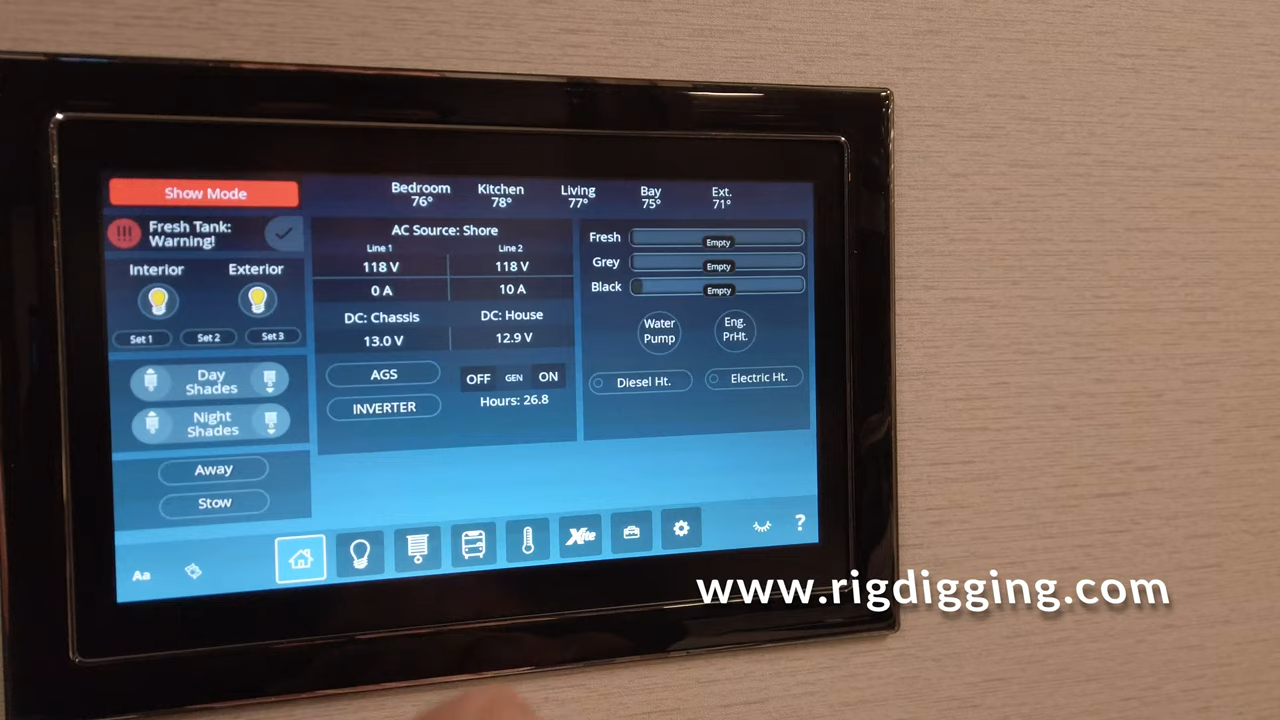 Show Mode
Bedroom
76°
Kitchen
78°
Living
77°
Bay
75°
Ext.
71°
!!!
Fresh Tank:
Warning!
Interior
Exterior
Set 1
Set 2
Set 3
Day
Shades
Night
Shades
Away
Stow
AC Source: Shore
Line 1
Line 2
118 V
118 V
0 A
10 A
DC: Chassis
DC: House
13.0 V
12.9 V
AGS
OFF
GEN
ON
INVERTER
Hours: 26.8
Fresh
Empty
Grey
Empty
Black
Empty
Water
Pump
Eng.
PrHt.
Diesel Ht.
Electric Ht.
Aa
Xite
?
www.rigdigging.com